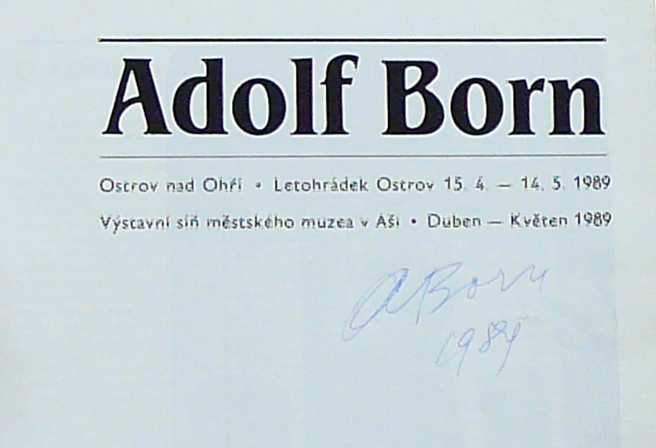 Adolf Born
Ostrov nad Ohří • Letohrádek Ostrov 15. 4. — 14. 5. 1989
Výstavní síň městského muzea v Aši • Duben — Květen 1989
A Born
1989